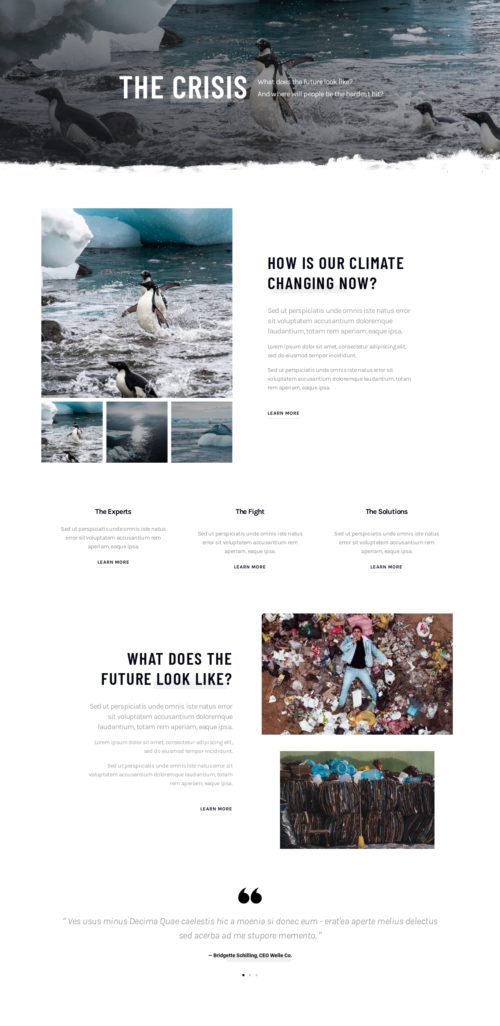 THE CRISIS
What does the future look like?
And where will people be the hardest hit?
HOW IS OUR CLIMATE
CHANGING NOW?
Sed ut perspiciatis unde omnis iste natus error
sit voluptatem accusantium doloremque
laudantium, totam rem aperiam, eaque ipsa.
Lorem ipsum dolor sit amet, consectetur adipiscing elit,
sed do eiusmod tempor incididunt.
Sed ut perspiciatis unde omnis iste natus error sit
voluptatem accusantium doloremque laudantium, totam
rem aperiam, eaque ipsa.
LEARN MORE
The Experts
Sed ut perspiciatis unde omnis iste natus
error sit voluptatem accusantium rem
aperiam, eaque ipsa.
LEARN MORE
The Fight
Sed ut perspiciatis unde omnis iste natus
error sit voluptatem accusantium rem
aperiam, eaque ipsa.
LEARN MORE
The Solutions
Sed ut perspiciatis unde omnis iste natus
error sit voluptatem accusantium rem
aperiam, eaque ipsa.
LEARN MORE
WHAT DOES THE
FUTURE LOOK LIKE?
Sed ut perspiciatis unde omnis iste natus error
sit voluptatem accusantium doloremque
laudantium, totam rem aperiam, eaque ipsa.
Lorem ipsum dolor sit amet, consectetur adipiscing elit,
sed do eiusmod tempor incididunt.
Sed ut perspiciatis unde omnis iste natus error sit
voluptatem accusantium doloremque laudantium, totam
rem aperiam, eaque ipsa.
LEARN MORE
“ Ves usus minus Decima Quae caelestis hic a moenia si donec eum - erat'ea aperte melius delectus
sed acerba ad me stupore memento. ”
— Bridgette Schilling, CEO Welle Co.